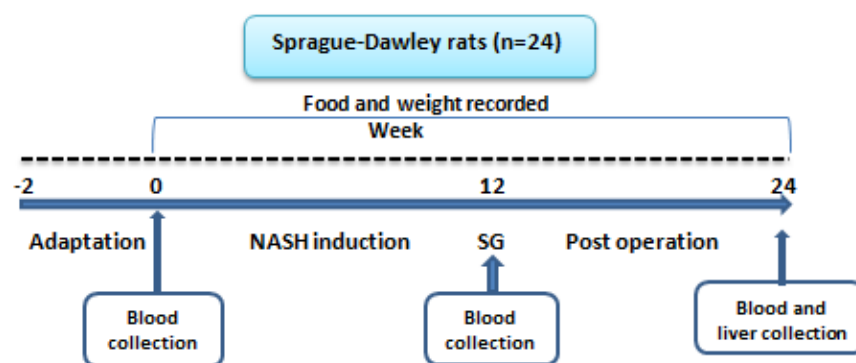 Sprague-Dawley rats (n=24)
Food and weight recorded
Week
-2 0 12 24
Adaptation NASH induction SG Post operation
Blood
collection
Blood
collection
Blood and
liver collection